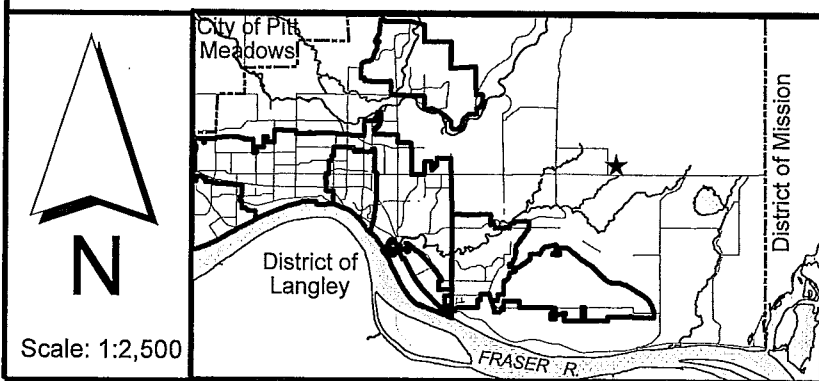 City of Pitt
Meadows
N
Scale: 1:2,500
District of
Langley
FRASER R.
District of Mission